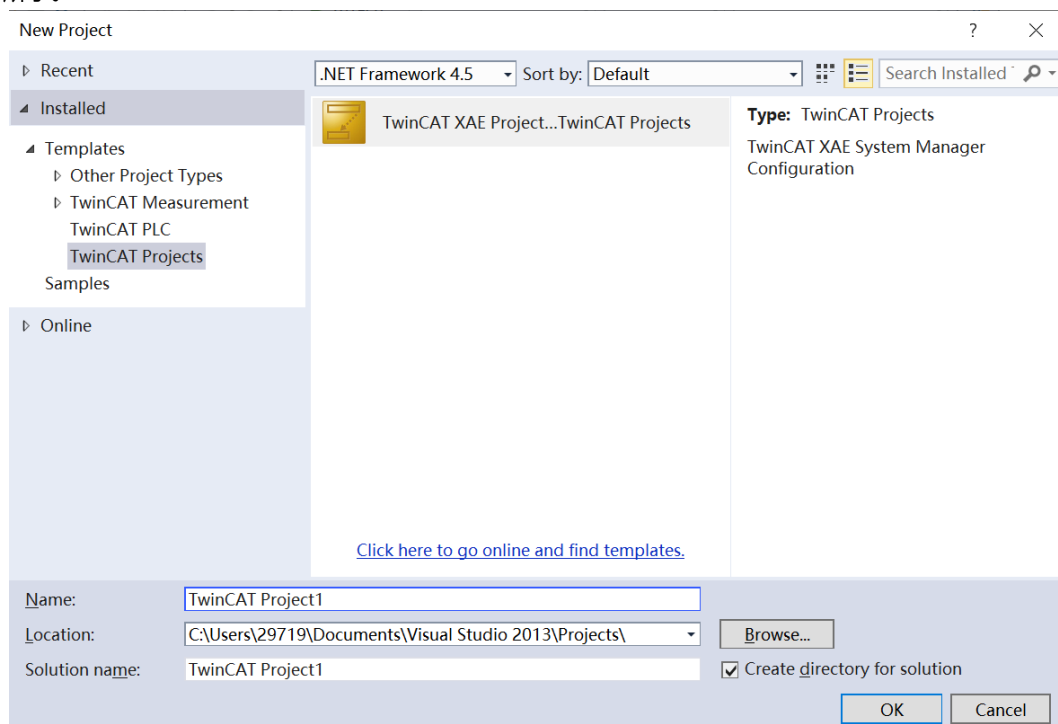 New Project
?
Recent
.NET Framework 4.5
Sort by: Default
Search Installed
Installed
TwinCAT XAE Project...TwinCAT Projects
Type: TwinCAT Projects
TwinCAT XAE System Manager
Configuration
Templates
Other Project Types
TwinCAT Measurement
TwinCAT PLC
TwinCAT Projects
Samples
Online
Click here to go online and find templates.
Name:
TwinCAT Project1
Location:
C:\Users\29719\Documents\Visual Studio 2013\Projects\
Browse...
Solution name:
TwinCAT Project1
Create directory for solution
OK
Cancel